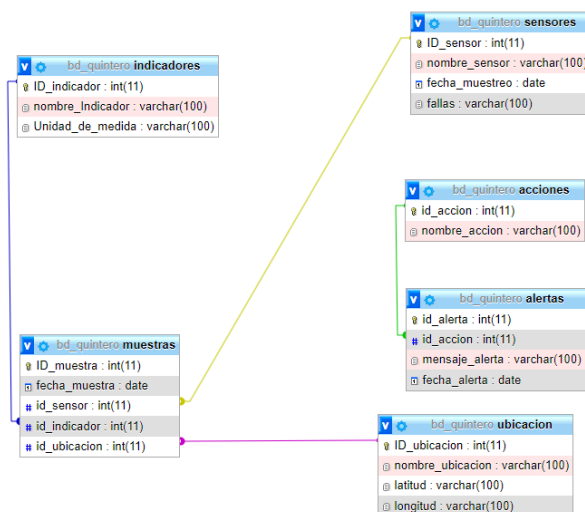 bd_quintero sensores
ID_sensor : int(11)
nombre_sensor : varchar(100)
fecha_muestreo : date
fallas : varchar(100)
bd_quintero indicadores
ID_indicador : int(11)
nombre_Indicador : varchar(100)
Unidad_de_medida : varchar(100)
bd_quintero acciones
id_accion : int(11)
nombre_accion : varchar(100)
bd_quintero alertas
id_alerta : int(11)
id_accion : int(11)
mensaje_alerta : varchar(100)
fecha_alerta : date
bd_quintero muestras
ID_muestra : int(11)
fecha_muestra : date
id_sensor : int(11)
id_indicador : int(11)
id_ubicacion : int(11)
bd_quintero ubicacion
ID_ubicacion : int(11)
nombre_ubicacion : varchar(100)
latitud : varchar(100)
longitud : varchar(100)